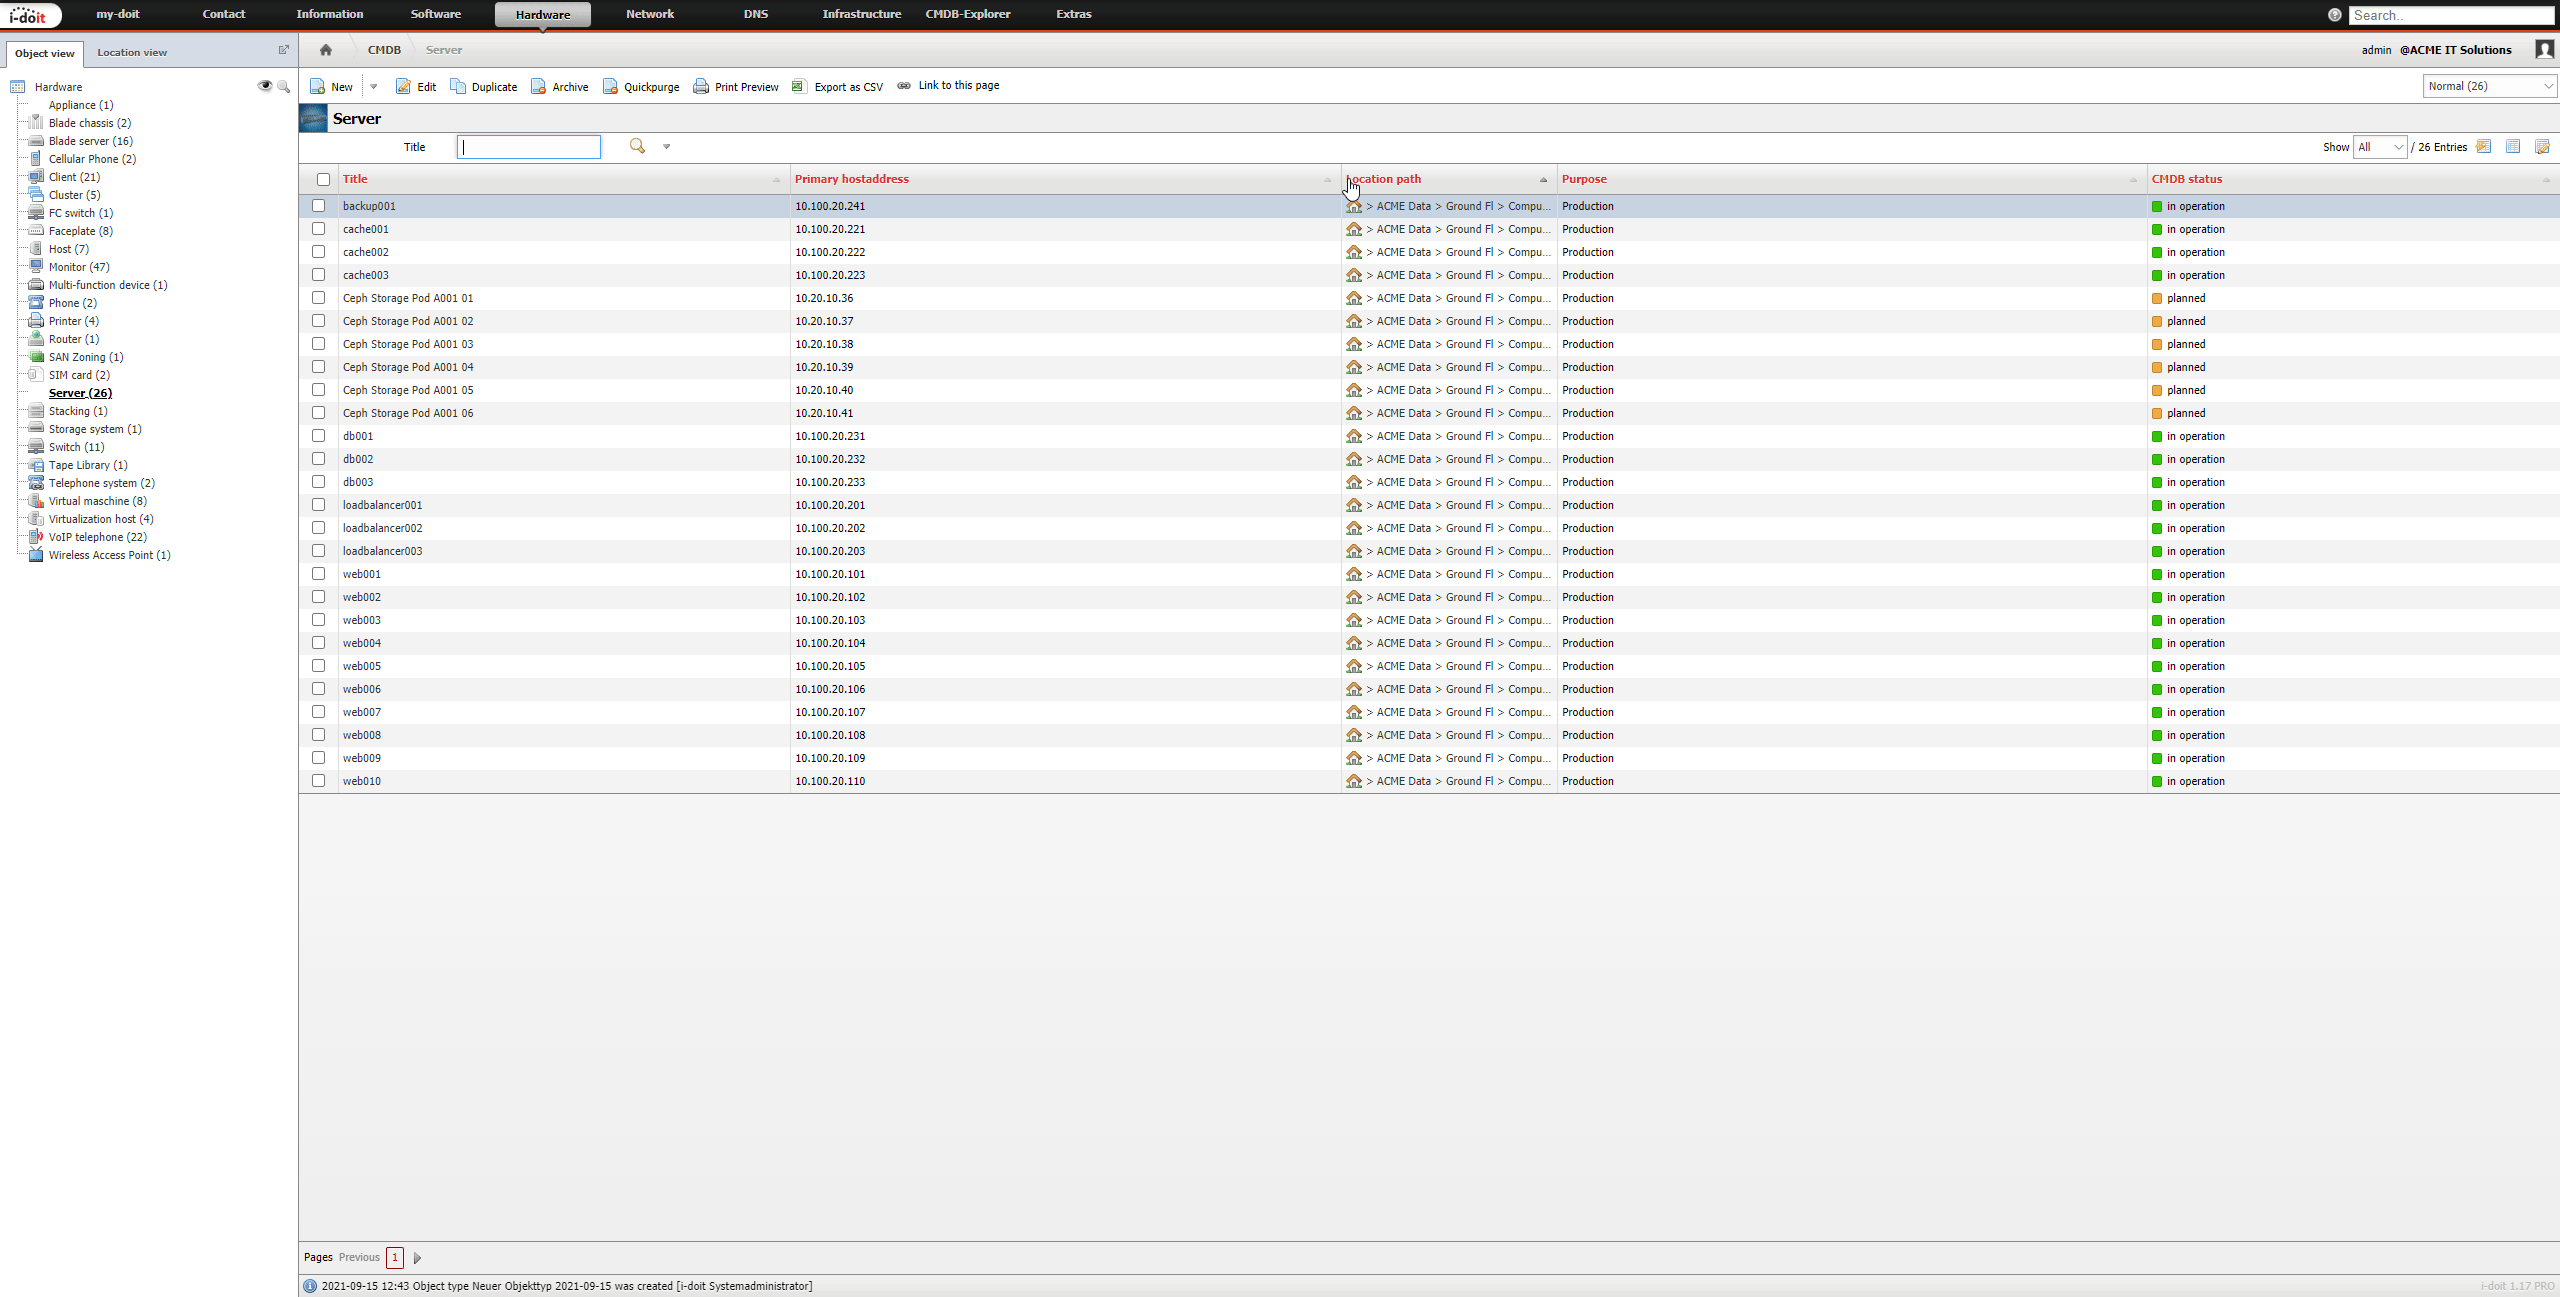 i-doit my-doit Contact Information Software Hardware Network DNS Infrastructure CMDB-Explorer Extras Search..
Object view Location view CMDB Server admin @ACME IT Solutions
New Edit Duplicate Archive Quickpurge Print Preview Export as CSV Link to this page Normal (26)
Hardware
Appliance (1)
Blade chassis (2)
Blade server (16)
Cellular Phone (2)
Client (21)
Cluster (5)
FC switch (1)
Faceplate (8)
Host (7)
Monitor (47)
Multi-function device (1)
Phone (2)
Printer (4)
Router (1)
SAN Zoning (1)
SIM card (2)
Server (26)
Stacking (1)
Storage system (1)
Switch (11)
Tape Library (1)
Telephone system (2)
Virtual maschine (8)
Virtualization host (4)
VoIP telephone (22)
Wireless Access Point (1)
Server
Title Show All / 26 Entries
Title Primary hostaddress Location path Purpose CMDB status
backup001 10.100.20.241 > ACME Data > Ground Fl > Compu... Production in operation
cache001 10.100.20.221 > ACME Data > Ground Fl > Compu... Production in operation
cache002 10.100.20.222 > ACME Data > Ground Fl > Compu... Production in operation
cache003 10.100.20.223 > ACME Data > Ground Fl > Compu... Production in operation
Ceph Storage Pod A001 01 10.20.10.36 > ACME Data > Ground Fl > Compu... Production planned
Ceph Storage Pod A001 02 10.20.10.37 > ACME Data > Ground Fl > Compu... Production planned
Ceph Storage Pod A001 03 10.20.10.38 > ACME Data > Ground Fl > Compu... Production planned
Ceph Storage Pod A001 04 10.20.10.39 > ACME Data > Ground Fl > Compu... Production planned
Ceph Storage Pod A001 05 10.20.10.40 > ACME Data > Ground Fl > Compu... Production planned
Ceph Storage Pod A001 06 10.20.10.41 > ACME Data > Ground Fl > Compu... Production planned
db001 10.100.20.231 > ACME Data > Ground Fl > Compu... Production in operation
db002 10.100.20.232 > ACME Data > Ground Fl > Compu... Production in operation
db003 10.100.20.233 > ACME Data > Ground Fl > Compu... Production in operation
loadbalancer001 10.100.20.201 > ACME Data > Ground Fl > Compu... Production in operation
loadbalancer002 10.100.20.202 > ACME Data > Ground Fl > Compu... Production in operation
loadbalancer003 10.100.20.203 > ACME Data > Ground Fl > Compu... Production in operation
web001 10.100.20.101 > ACME Data > Ground Fl > Compu... Production in operation
web002 10.100.20.102 > ACME Data > Ground Fl > Compu... Production in operation
web003 10.100.20.103 > ACME Data > Ground Fl > Compu... Production in operation
web004 10.100.20.104 > ACME Data > Ground Fl > Compu... Production in operation
web005 10.100.20.105 > ACME Data > Ground Fl > Compu... Production in operation
web006 10.100.20.106 > ACME Data > Ground Fl > Compu... Production in operation
web007 10.100.20.107 > ACME Data > Ground Fl > Compu... Production in operation
web008 10.100.20.108 > ACME Data > Ground Fl > Compu... Production in operation
web009 10.100.20.109 > ACME Data > Ground Fl > Compu... Production in operation
web010 10.100.20.110 > ACME Data > Ground Fl > Compu... Production in operation
Pages Previous 1
2021-09-15 12:43 Object type Neuer Objekttyp 2021-09-15 was created [i-doit Systemadministrator] i-doit 1.17 PRO